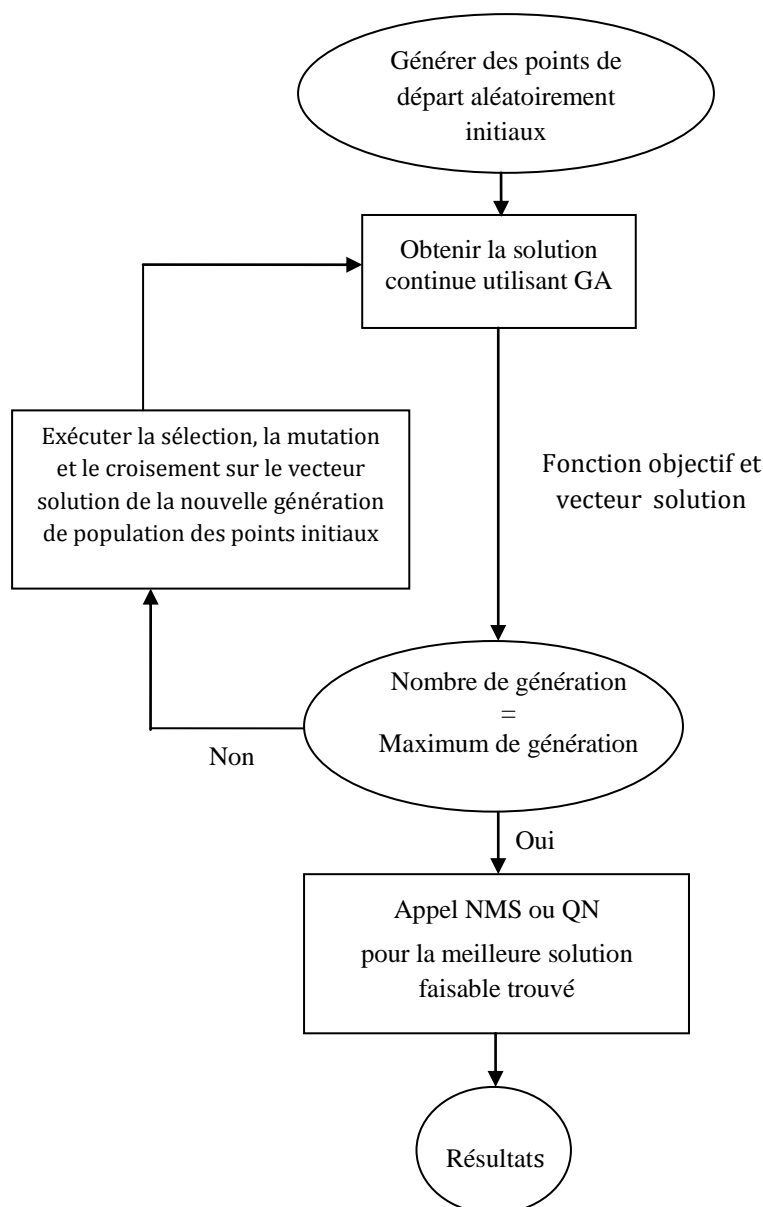 Générer des points de
départ aléatoirement
initiaux
Obtenir la solution
continue utilisant GA
Exécuter la sélection, la mutation
et le croisement sur le vecteur
solution de la nouvelle génération
de population des points initiaux
Fonction objectif et
vecteur solution
Nombre de génération
=
Maximum de génération
Non
Oui
Appel NMS ou QN
pour la meilleure solution
faisable trouvé
Résultats